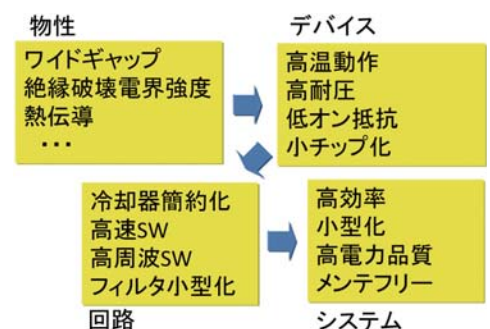 物性
ワイドギャップ
絶縁破壊電界強度
熱伝導
・・・
デバイス
高温動作
高耐圧
低オン抵抗
小チップ化
冷却器簡約化
高速SW
高周波SW
フィルタ小型化
回路
高効率
小型化
高電力品質
メンテフリー
システム